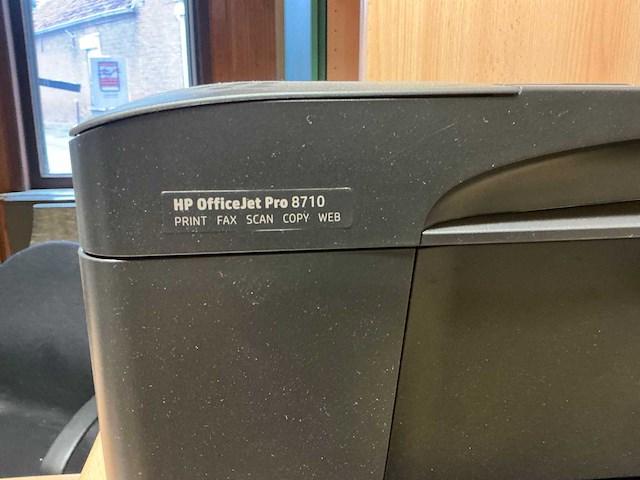 HP OfficeJet Pro 8710
PRINT FAX SCAN COPY WEB